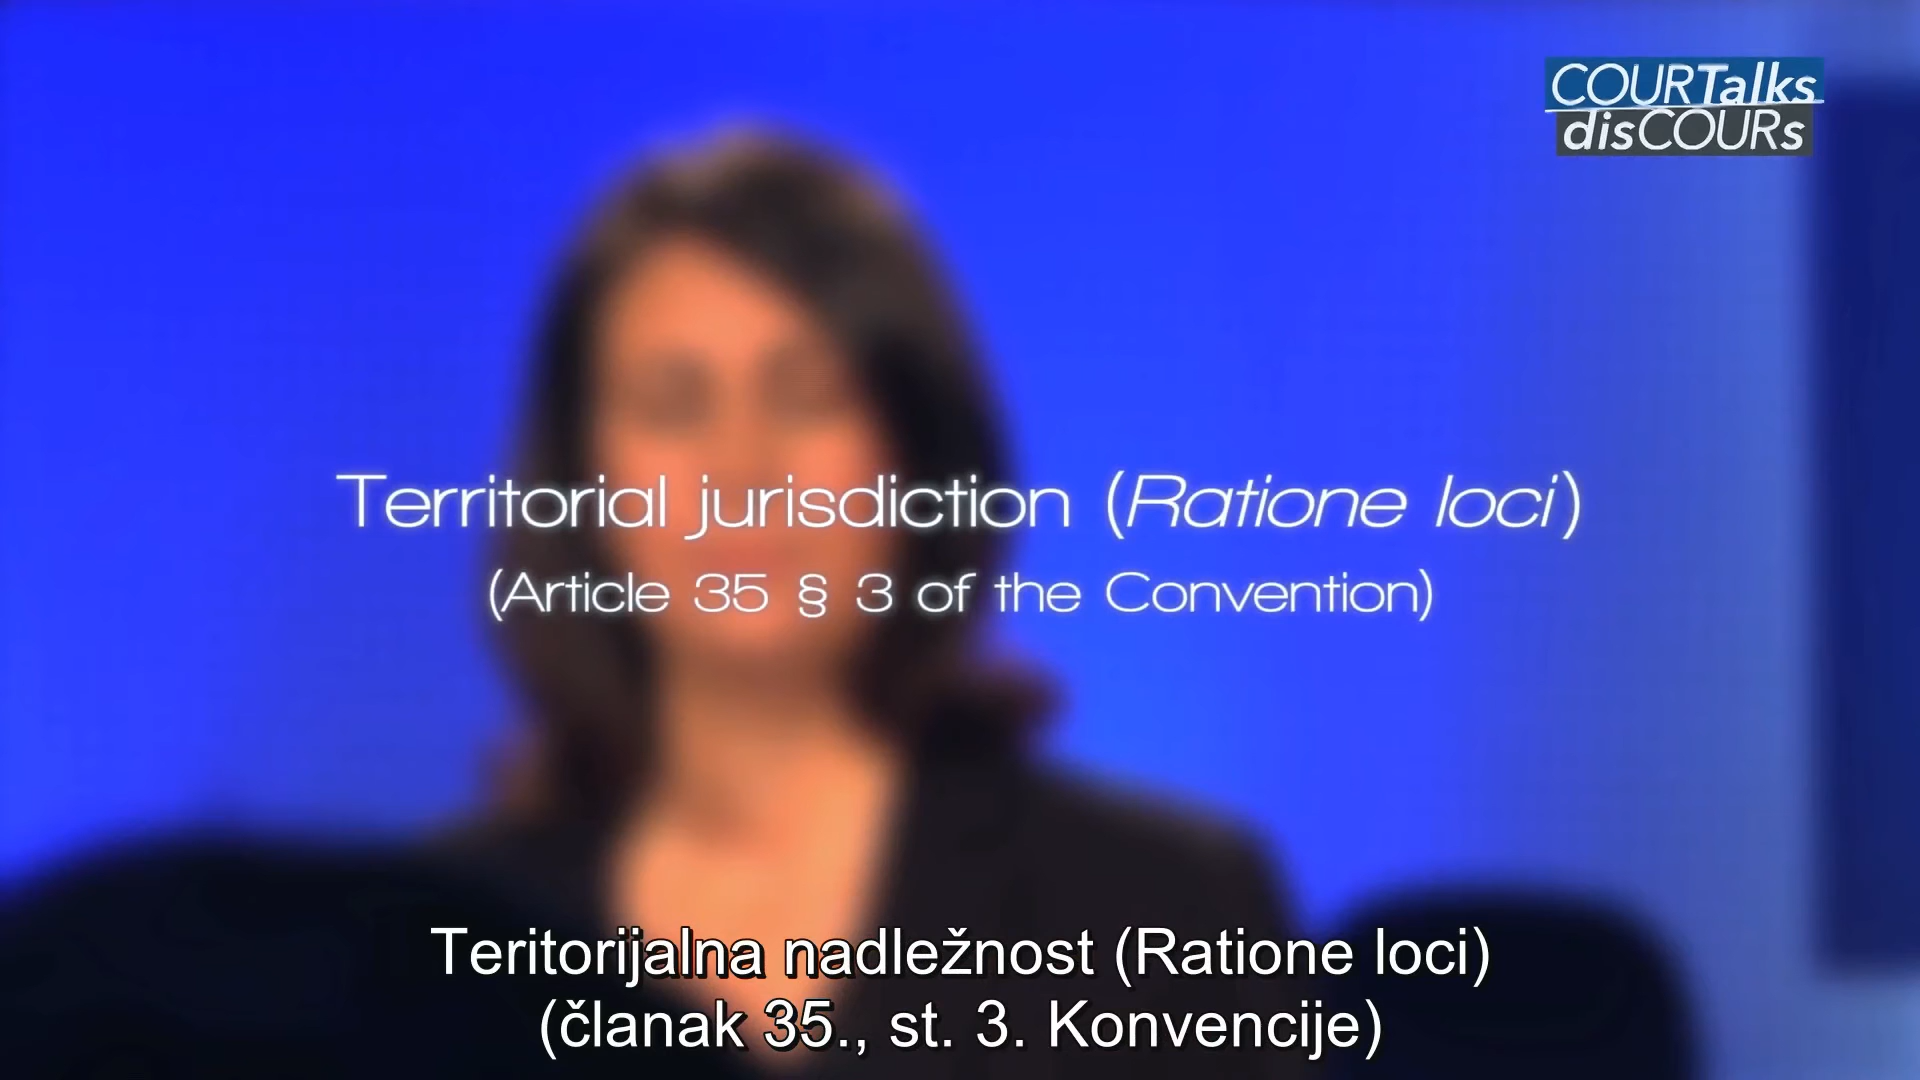 COURTalks
disCOURs
Territorial jurisdiction (Ratione loci)
(Article 35 § 3 of the Convention)
Teritorijalna nadležnost (Ratione loci)
(članak 35., st. 3. Konvencije)